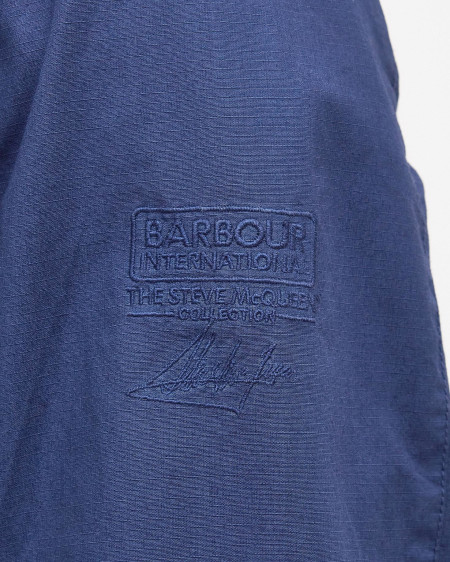 BARBOUR
INTERNATIONAL
THE STEVE McQUEEN
COLLECTION